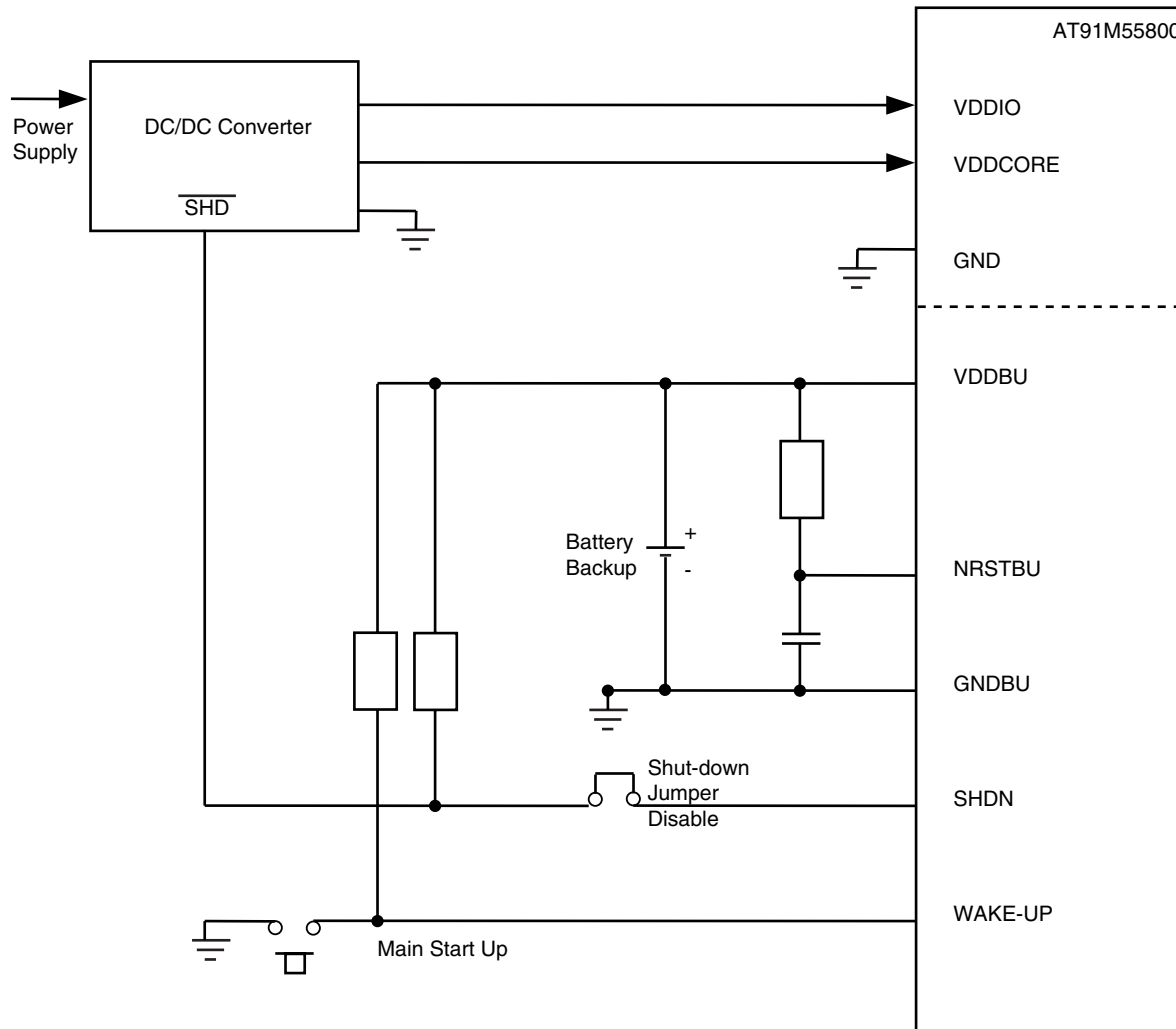 AT91M55800
Power
Supply
DC/DC Converter
SHD
VDDIO
VDDCORE
GND
VDDBU
Battery
Backup
+
-
NRSTBU
GNDBU
Shut-down
Jumper
Disable
SHDN
WAKE-UP
Main Start Up